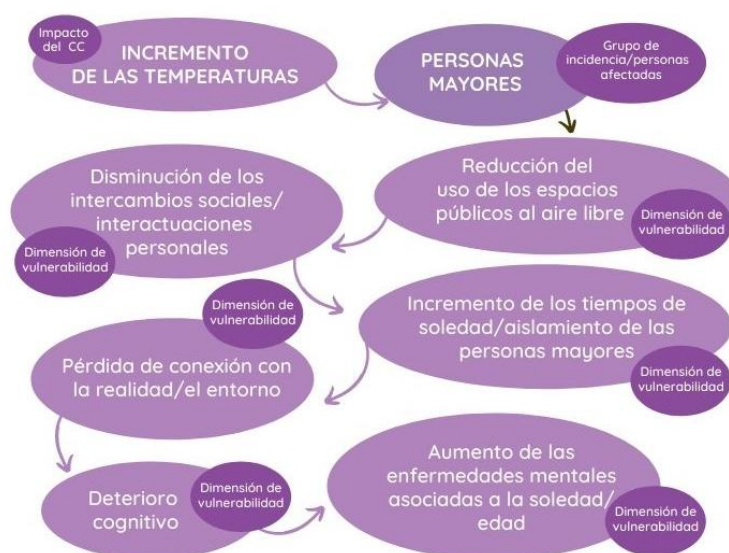 Impacto
del CC
INCREMENTO
DE LAS TEMPERATURAS
PERSONAS
MAYORES
Grupo de
incidencia/personas
afectadas
Reducción del
uso de los espacios
públicos al aire libre
Dimensión de
vulnerabilidad
Disminución de los
intercambios sociales/
interactuaciones
personales
Dimensión de
vulnerabilidad
Incremento de los tiempos de
soledad/aislamiento de las
personas mayores
Dimensión de
vulnerabilidad
Dimensión de
vulnerabilidad
Pérdida de conexión con
la realidad/el entorno
Deterioro
cognitivo
Dimensión de
vulnerabilidad
Aumento de las
enfermedades mentales
asociadas a la soledad/
edad
Dimensión de
vulnerabilidad